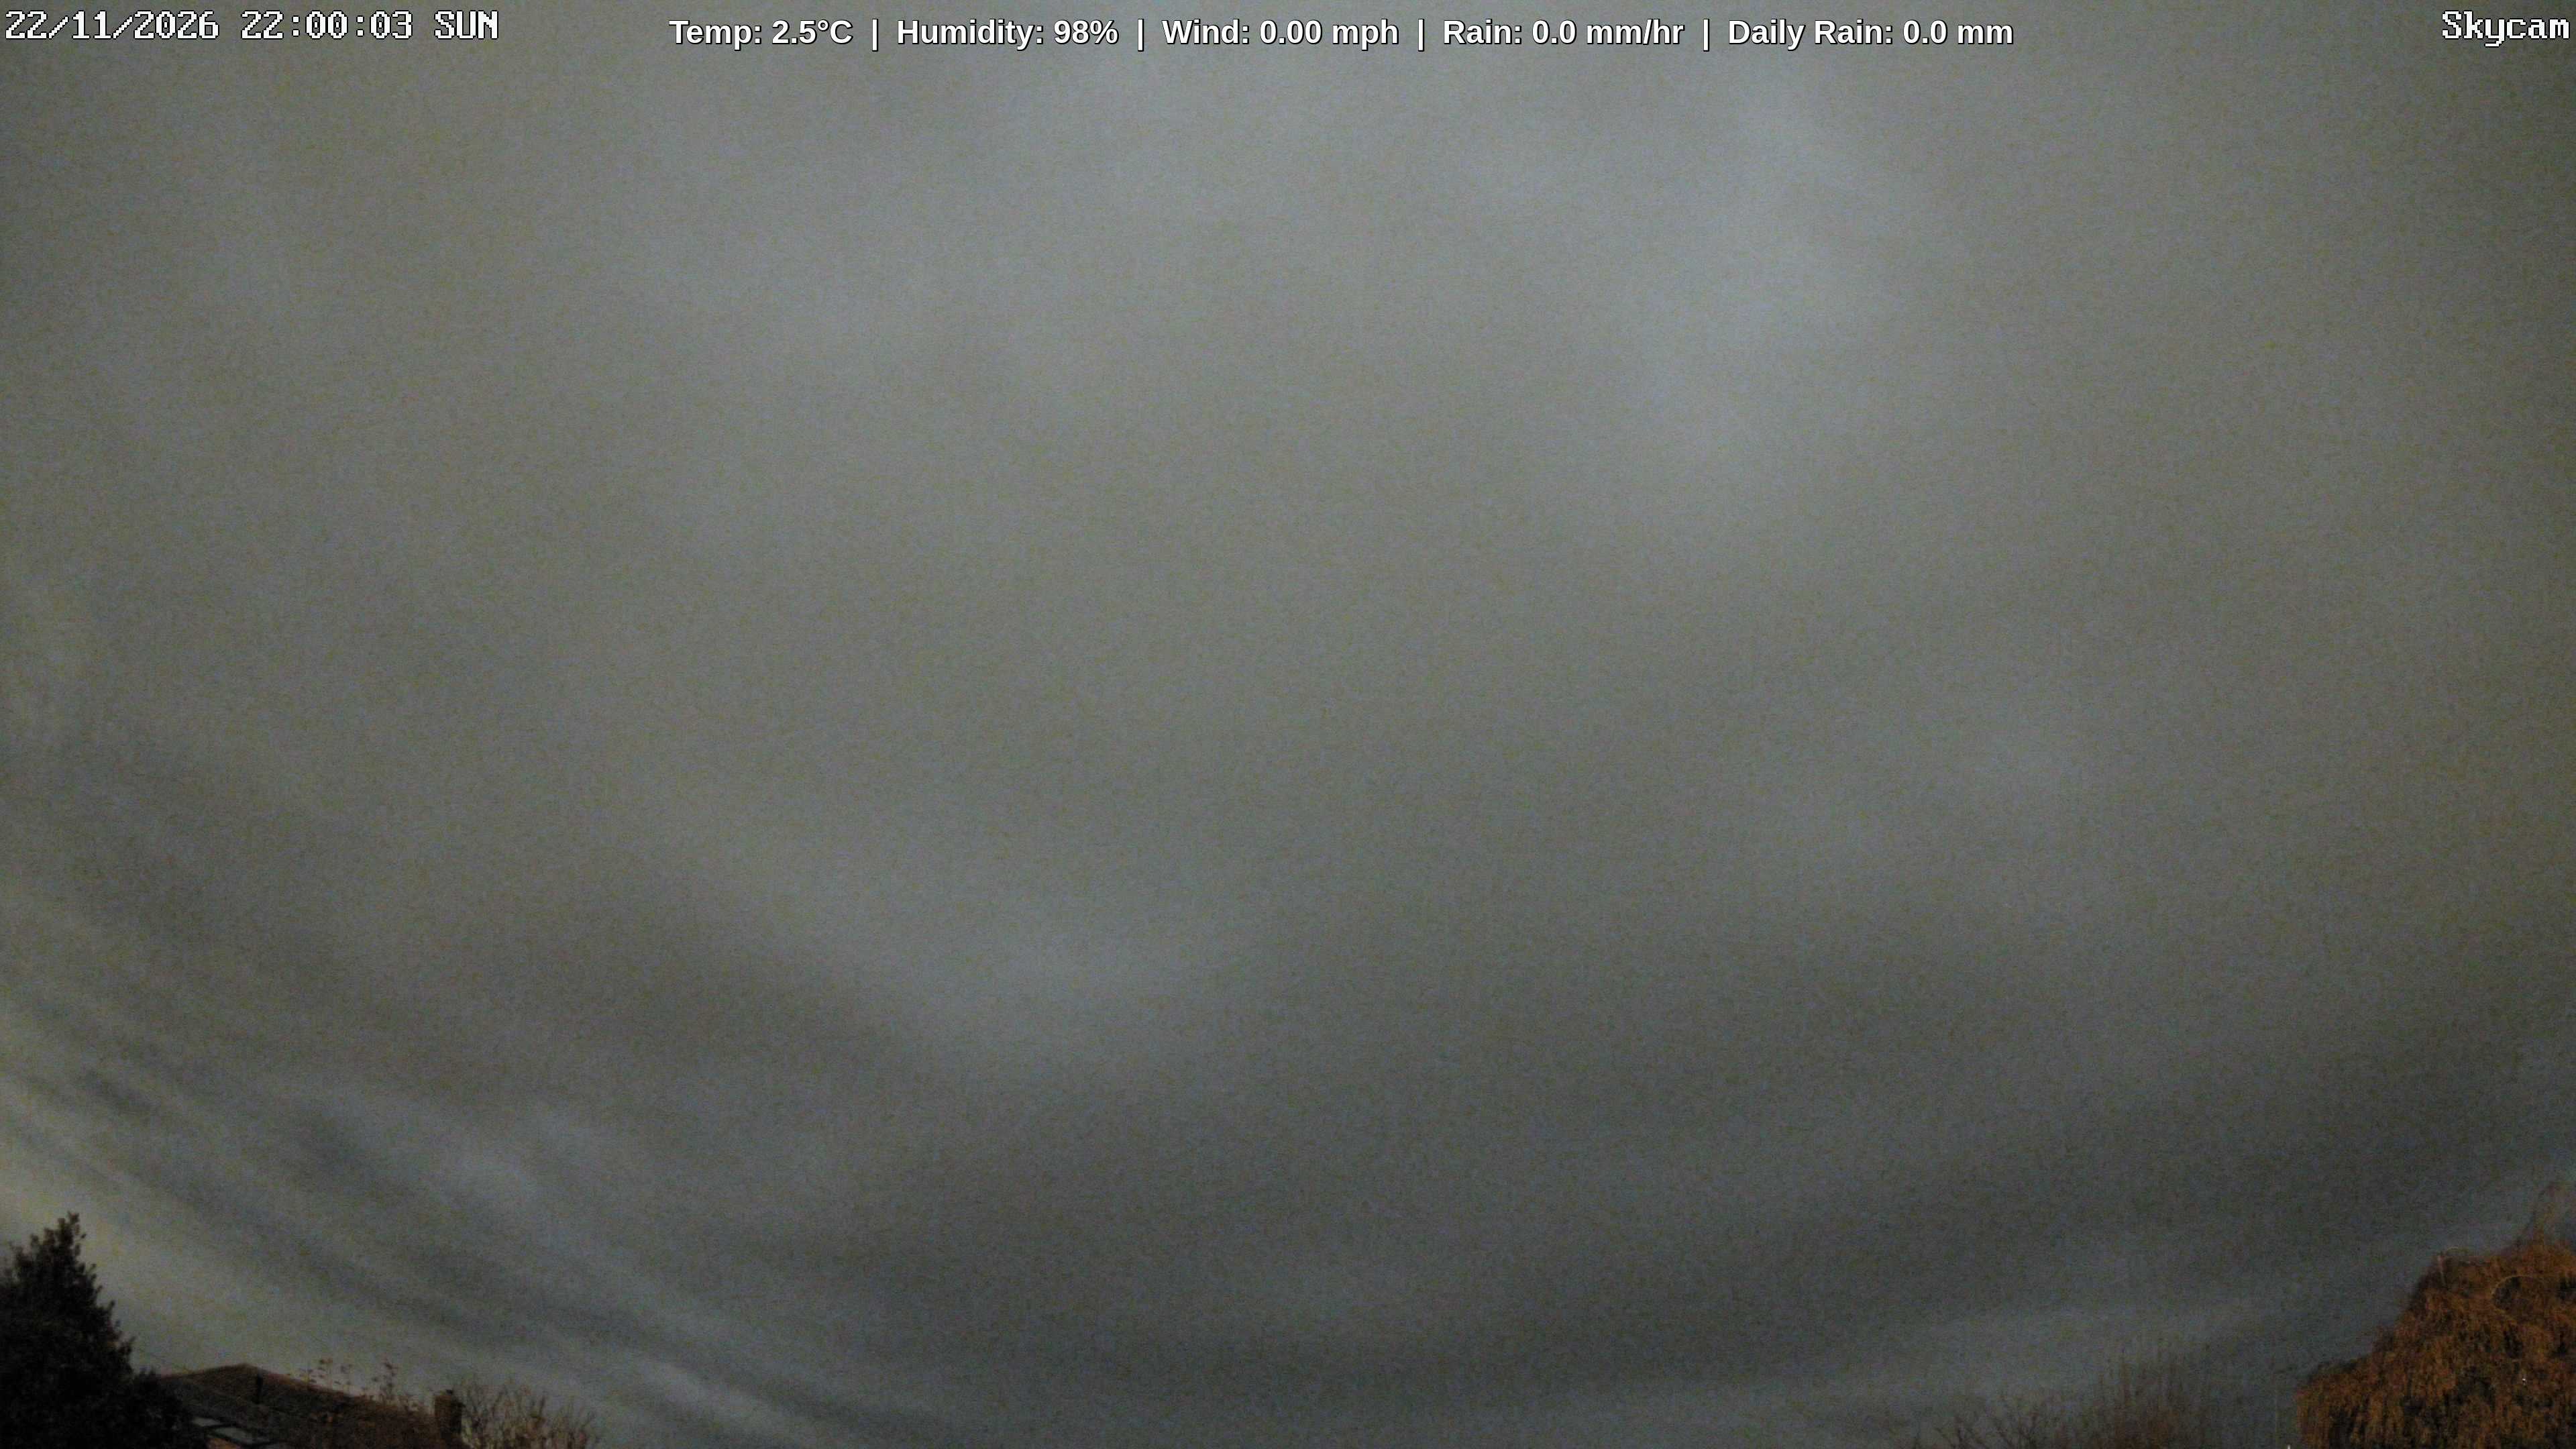 22/11/2026 22:00:03 SUN
Temp: 2.5°C | Humidity: 98% | Wind: 0.00 mph | Rain: 0.0 mm/hr | Daily Rain: 0.0 mm
Skycam